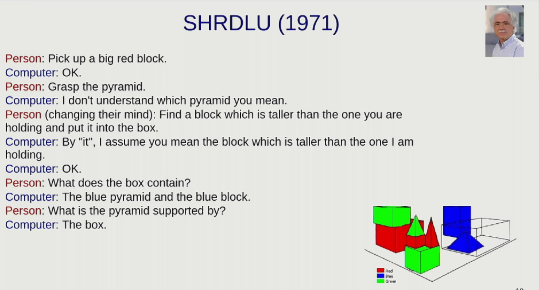 SHRDLU (1971)
Person: Pick up a big red block.
Computer: OK.
Person: Grasp the pyramid.
Computer: I don't understand which pyramid you mean.
Person (changing their mind): Find a block which is taller than the one you are
holding and put it into the box.
Computer: By "it", I assume you mean the block which is taller than the one I am
holding.
Computer: OK.
Person: What does the box contain?
Computer: The blue pyramid and the blue block.
Person: What is the pyramid supported by?
Computer: The box.
Red
Blue
Green